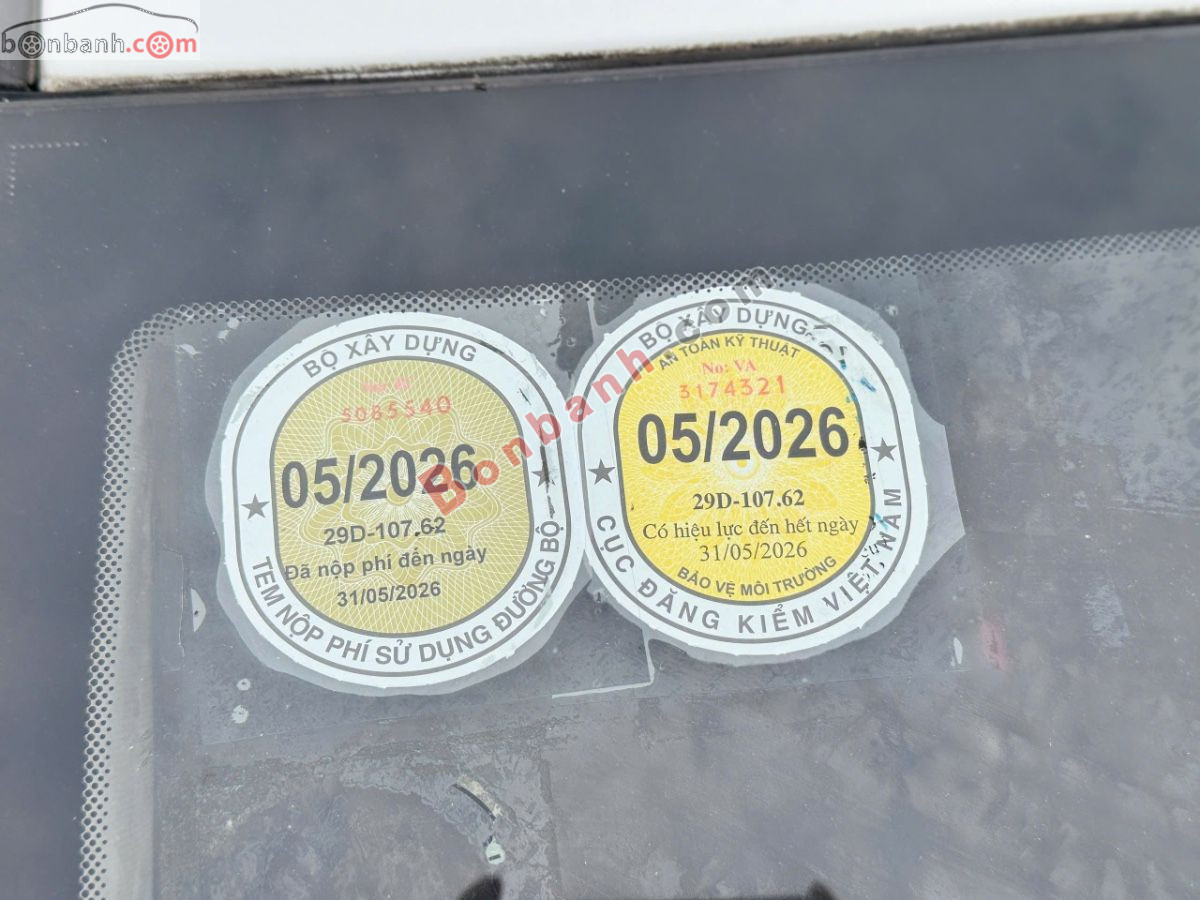 bonbanh.com
BỘ XÂY DỰNG
5085540
05/2026
29D-107.62
Đã nộp phí đến ngày
31/05/2026
TEM NỘP PHÍ SỬ DỤNG ĐƯỜNG BỘ
BỘ XÂY DỰNG
AN TOÀN KỸ THUẬT
No: VA
3174321
05/2026
29D-107.62
Có hiệu lực đến hết ngày
31/05/2026
BẢO VỆ MÔI TRƯỜNG
CỤC ĐĂNG KIỂM VIỆT NAM
Bonbanh.com